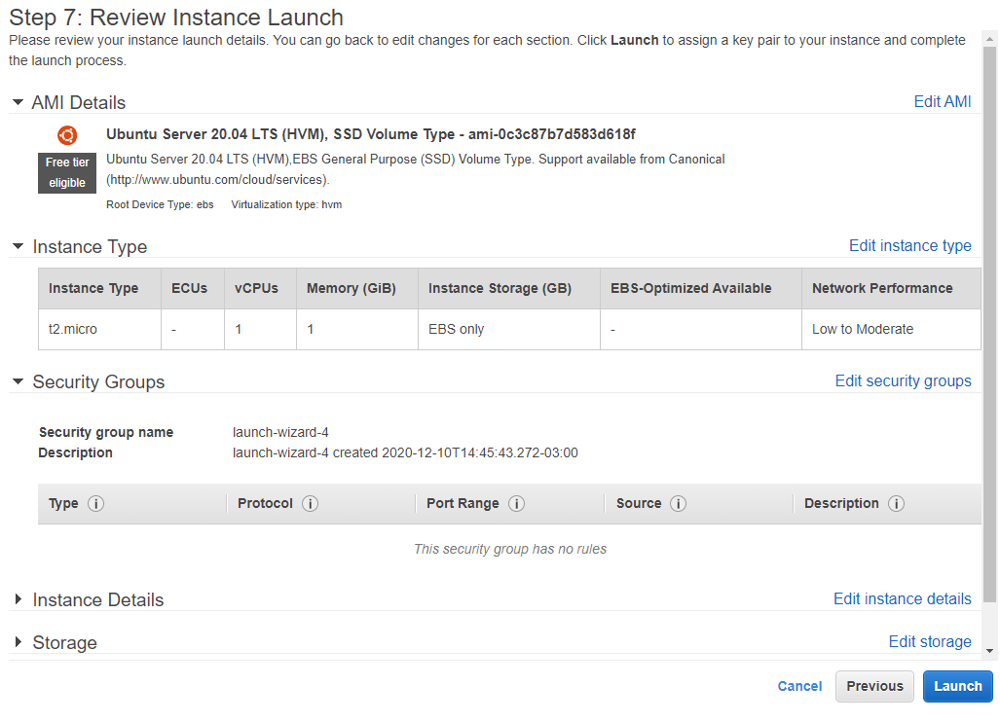 Step 7: Review Instance Launch
Please review your instance launch details. You can go back to edit changes for each section. Click Launch to assign a key pair to your instance and complete
the launch process.
AMI Details
Edit AMI
Ubuntu Server 20.04 LTS (HVM), SSD Volume Type - ami-0c3c87b7d583d618f
Free tier
eligible
Ubuntu Server 20.04 LTS (HVM),EBS General Purpose (SSD) Volume Type. Support available from Canonical
(http://www.ubuntu.com/cloud/services).
Root Device Type: ebs Virtualization type: hvm
Instance Type
Edit instance type
Instance Type ECUs vCPUs Memory (GiB) Instance Storage (GB) EBS-Optimized Available Network Performance
t2.micro - 1 1 EBS only - Low to Moderate
Security Groups
Edit security groups
Security group name launch-wizard-4
Description launch-wizard-4 created 2020-12-10T14:45:43.272-03:00
Type i Protocol i Port Range i Source i Description i
This security group has no rules
Instance Details
Edit instance details
Storage
Edit storage
Cancel Previous Launch